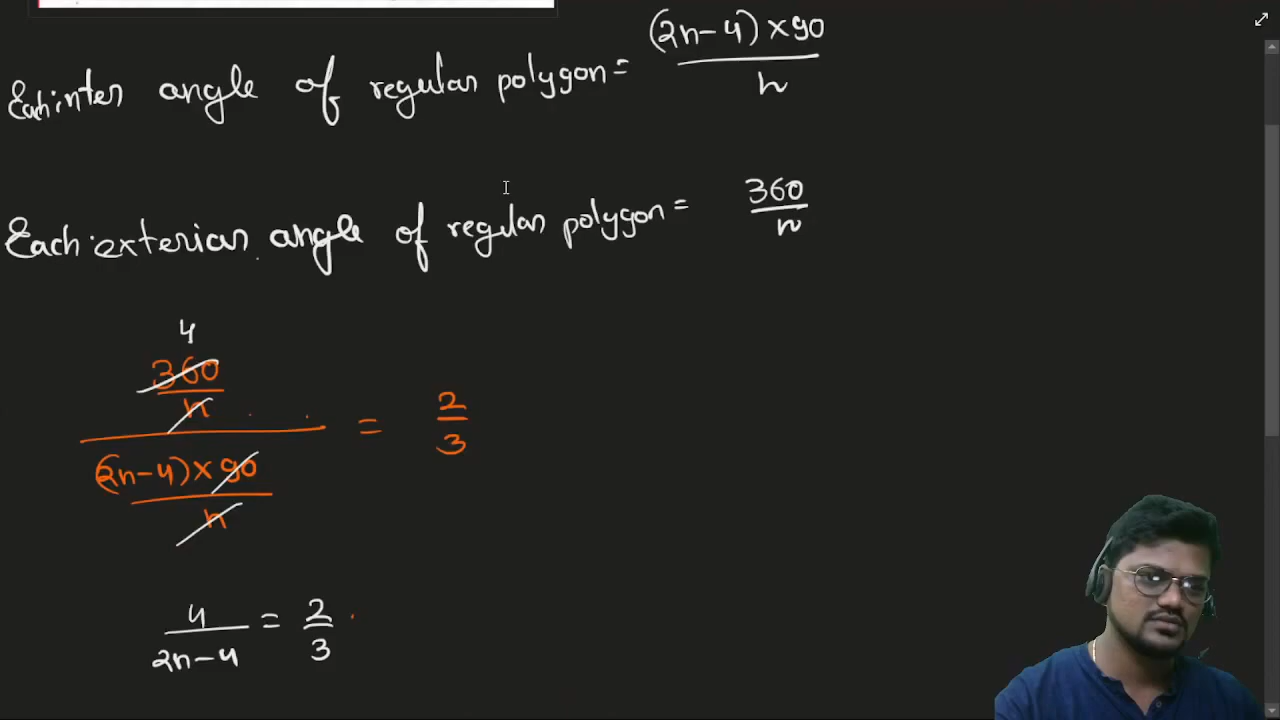 Each inter angle of regular polygon = (2n-4)×90 / n
Each exterior angle of regular polygon = 360 / n
4
360 / n
(2n-4)×90 / n
= 2 / 3
4 / 2n-4 = 2 / 3